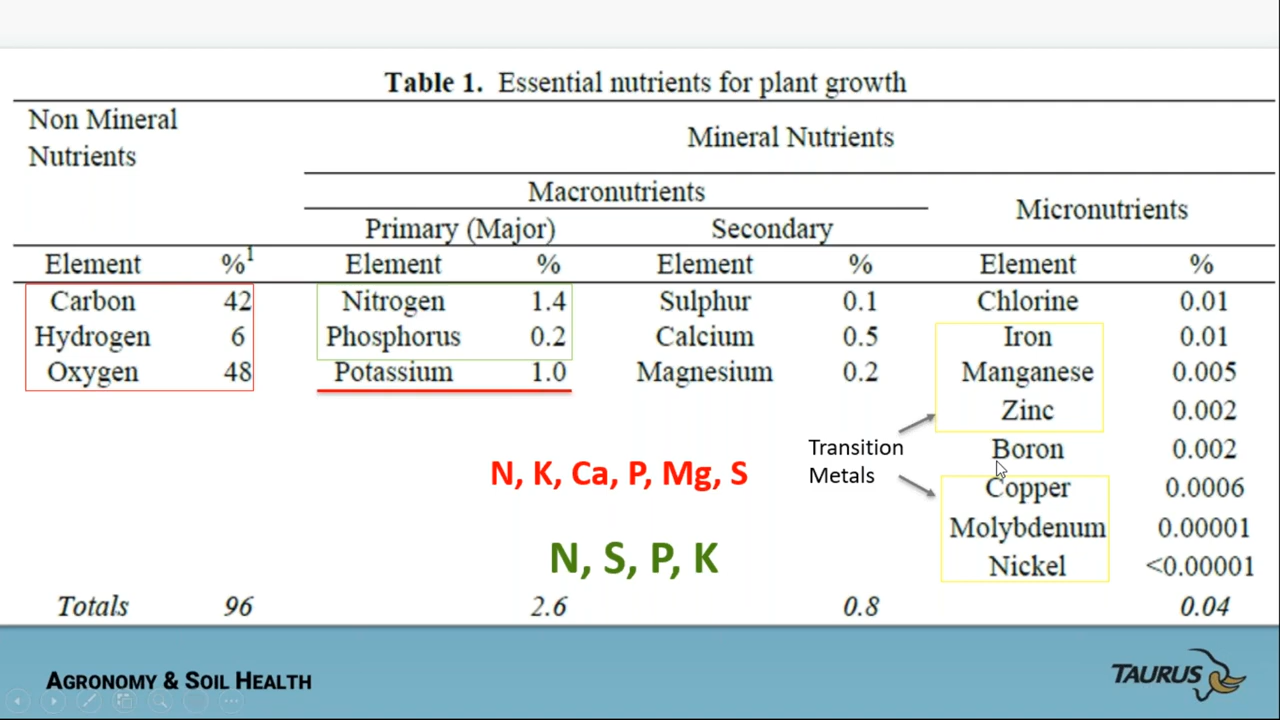 Table 1. Essential nutrients for plant growth
Non Mineral
Nutrients
Mineral Nutrients
Macronutrients
Micronutrients
Primary (Major)
Secondary
Element %1 Element % Element % Element %
Carbon 42 Nitrogen 1.4 Sulphur 0.1 Chlorine 0.01
Hydrogen 6 Phosphorus 0.2 Calcium 0.5 Iron 0.01
Oxygen 48 Potassium 1.0 Magnesium 0.2 Manganese 0.005
Zinc 0.002
Transition
Metals
Boron 0.002
N, K, Ca, P, Mg, S
Copper 0.0006
Molybdenum 0.00001
N, S, P, K
Nickel <0.00001
Totals 96 2.6 0.8 0.04
AGRONOMY & SOIL HEALTH
TAURUS